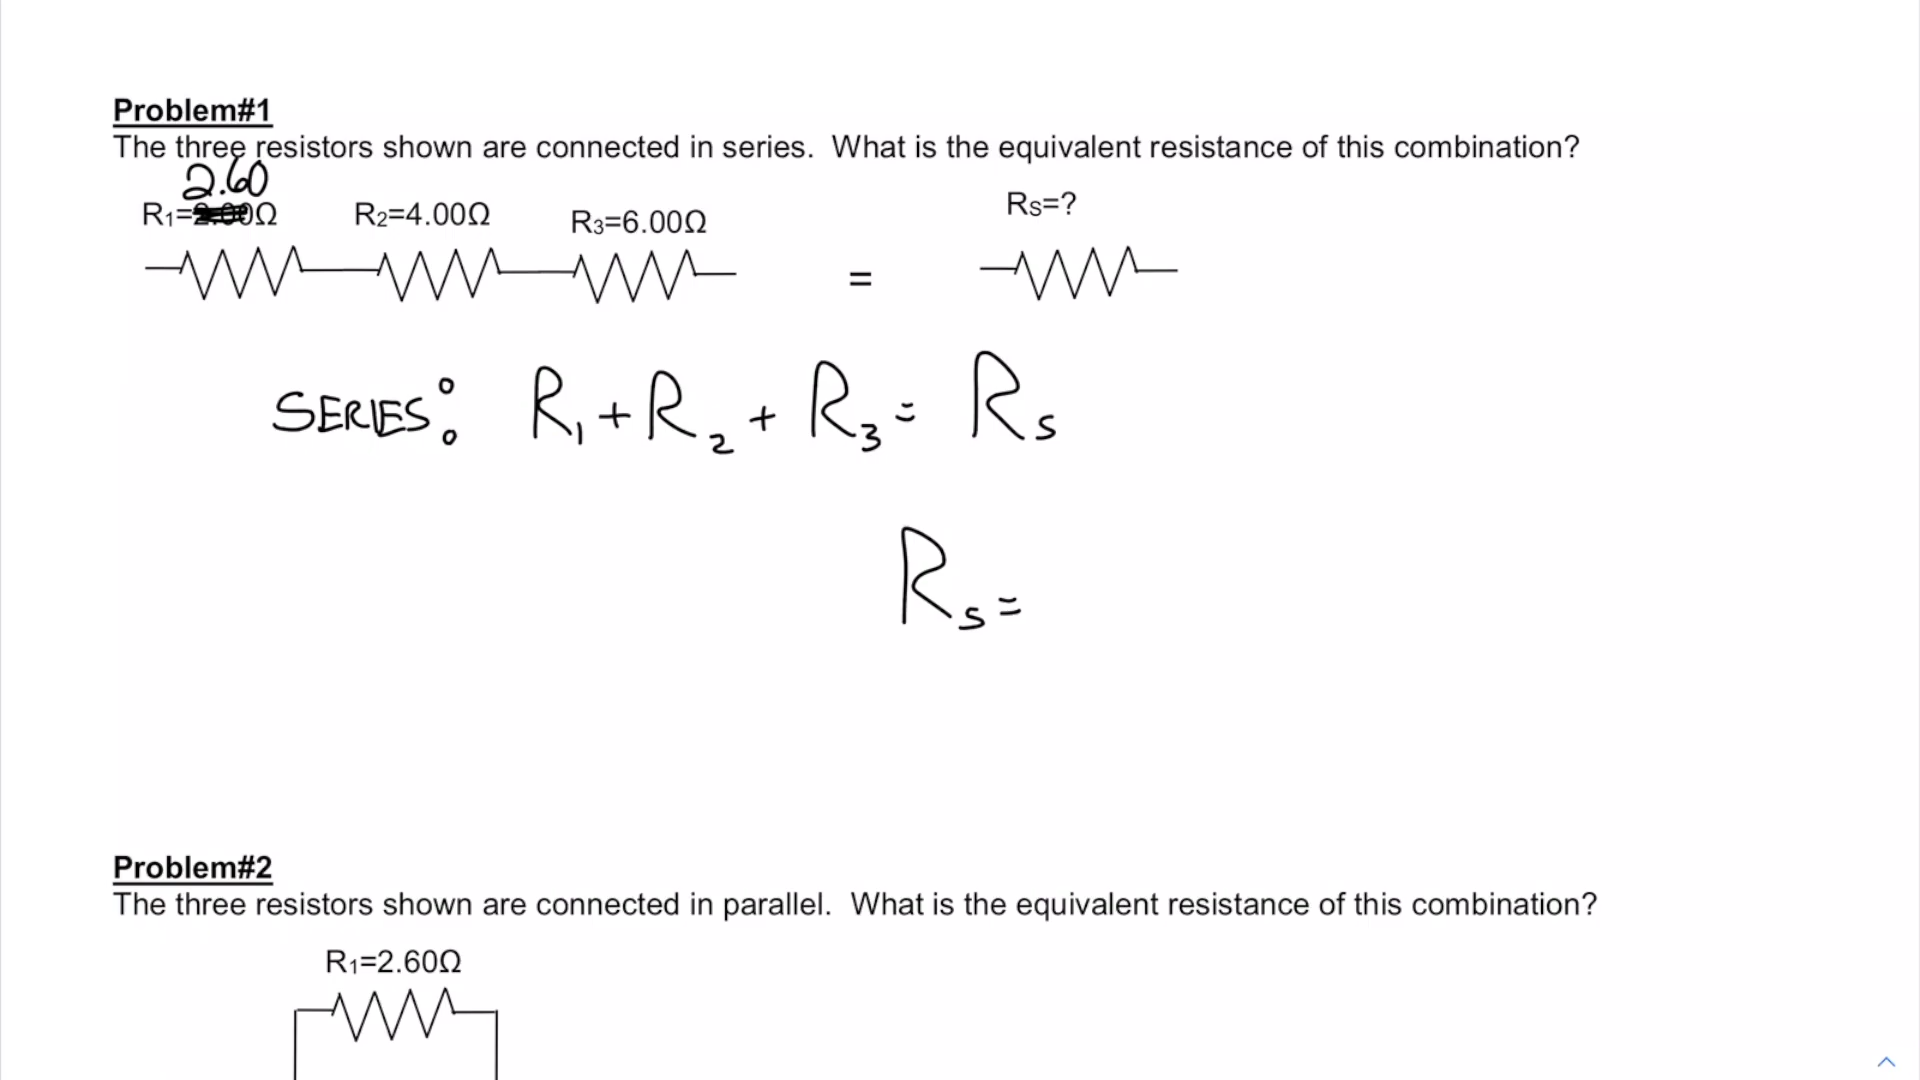 Problem#1
The three resistors shown are connected in series.  What is the equivalent resistance of this combination?
2.60
R₁=Ω R₂=4.00Ω R₃=6.00Ω Rs=?
=
SERIES: R₁ + R₂ + R₃ = Rs
Rs =
Problem#2
The three resistors shown are connected in parallel.  What is the equivalent resistance of this combination?
R₁=2.60Ω